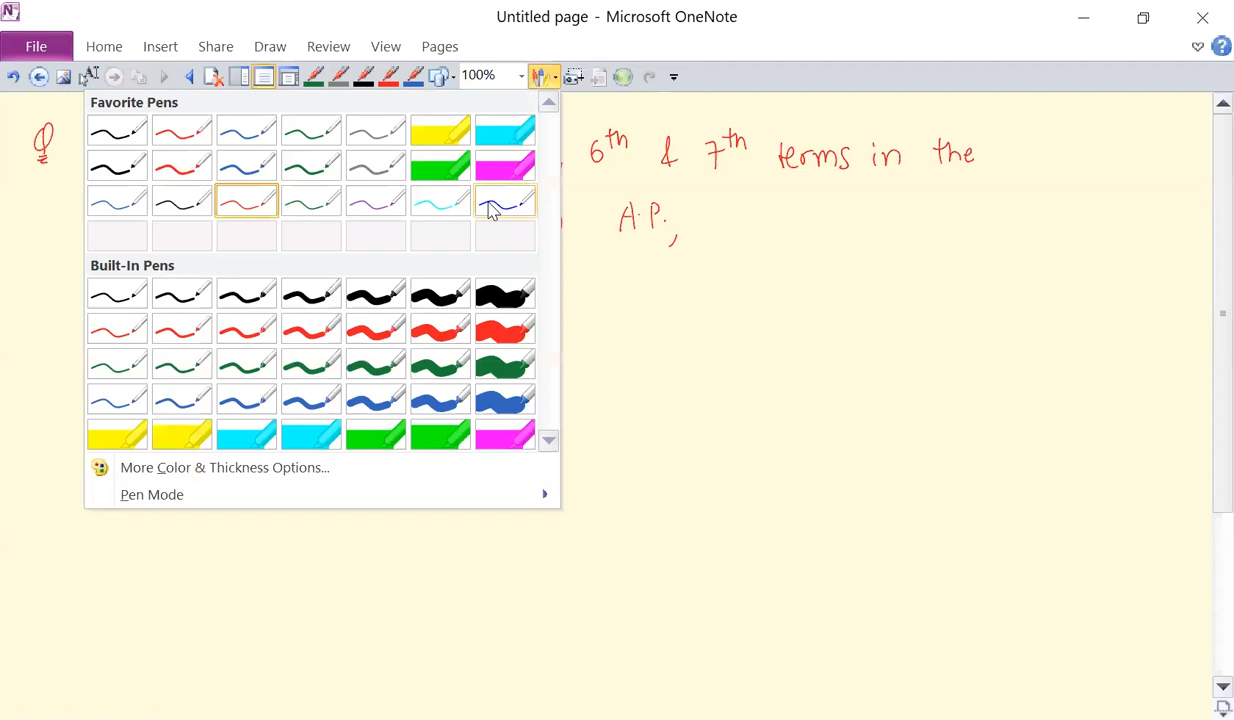 Untitled page - Microsoft OneNote
File Home Insert Share Draw Review View Pages
100%
Favorite Pens
Q , 6th & 7th terms in the
A.P.,
Built-In Pens
More Color & Thickness Options...
Pen Mode